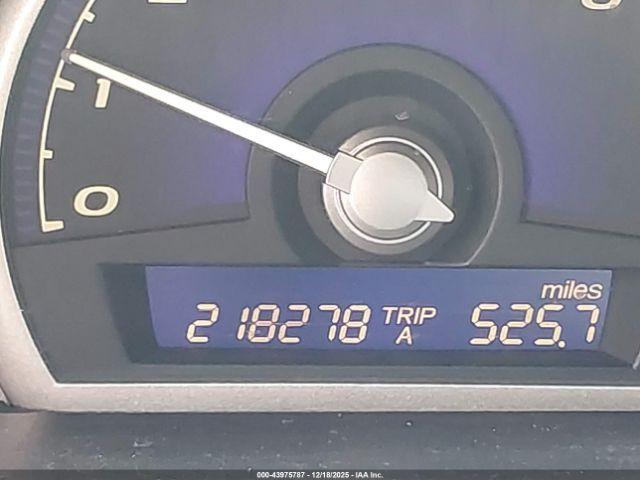 1
0
miles
218278 TRIP A 525.7
000-43975787 - 12/18/2025 - IAA Inc.